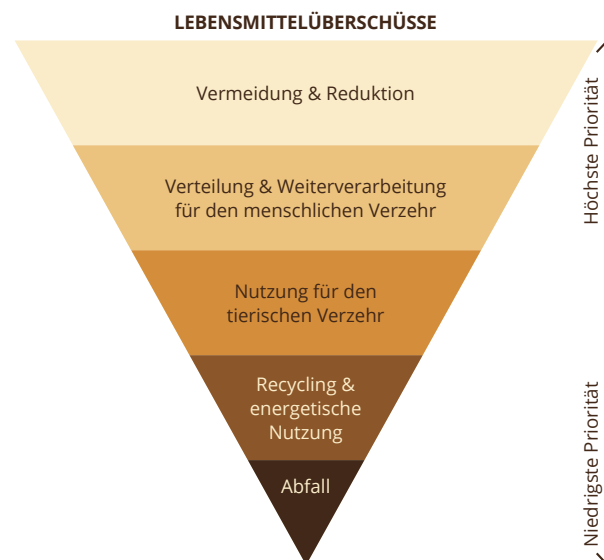 LEBENSMITTELÜBERSCHÜSSE
Vermeidung & Reduktion
Höchste Priorität
Verteilung & Weiterverarbeitung
für den menschlichen Verzehr
Nutzung für den
tierischen Verzehr
Recycling &
energetische
Nutzung
Abfall
Niedrigste Priorität